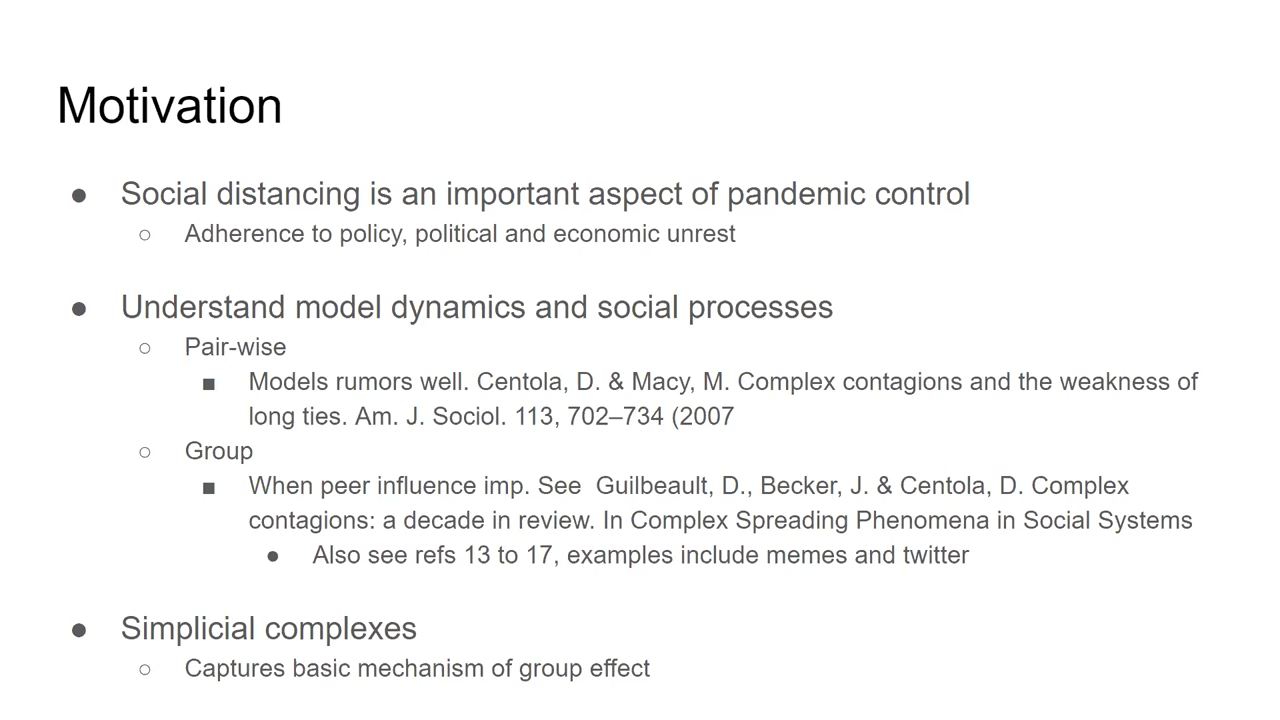 Motivation
● Social distancing is an important aspect of pandemic control
○ Adherence to policy, political and economic unrest
● Understand model dynamics and social processes
○ Pair-wise
■ Models rumors well. Centola, D. & Macy, M. Complex contagions and the weakness of
long ties. Am. J. Sociol. 113, 702–734 (2007
○ Group
■ When peer influence imp. See  Guilbeault, D., Becker, J. & Centola, D. Complex
contagions: a decade in review. In Complex Spreading Phenomena in Social Systems
● Also see refs 13 to 17, examples include memes and twitter
● Simplicial complexes
○ Captures basic mechanism of group effect